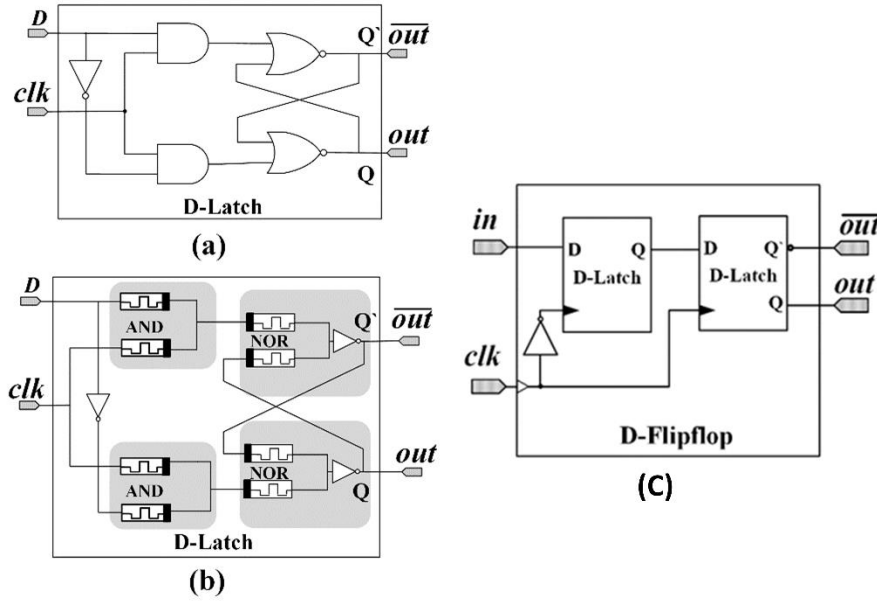 D
clk
Q` out
out
Q
D-Latch
(a)
D
clk
AND
NOR
Q` out
AND
NOR
out
Q
D-Latch
(b)
in
clk
D Q
D-Latch
D Q`
D-Latch
Q
out
out
D-Flipflop
(C)